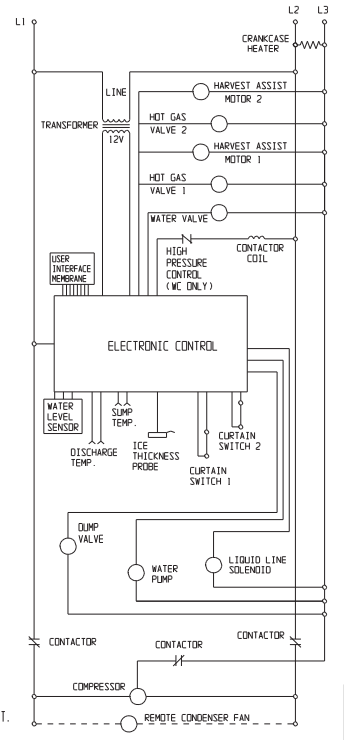 L1
L2
L3
CRANKCASE
HEATER
LINE
HARVEST ASSIST
MOTOR 2
TRANSFORMER
HOT GAS
VALVE 2
12V
HARVEST ASSIST
MOTOR 1
HOT GAS
VALVE 1
WATER VALVE
HIGH
PRESSURE
CONTROL
(WC ONLY)
CONTACTOR
COIL
USER
INTERFACE
MEMBRANE
ELECTRONIC CONTROL
WATER
LEVEL
SENSOR
SUMP
TEMP.
DISCHARGE
TEMP.
ICE
THICKNESS
PROBE
CURTAIN
SWITCH 2
CURTAIN
SWITCH 1
DUMP
VALVE
WATER
PUMP
LIQUID LINE
SOLENOID
CONTACTOR
CONTACTOR
CONTACTOR
COMPRESSOR
T.
REMOTE CONDENSER FAN